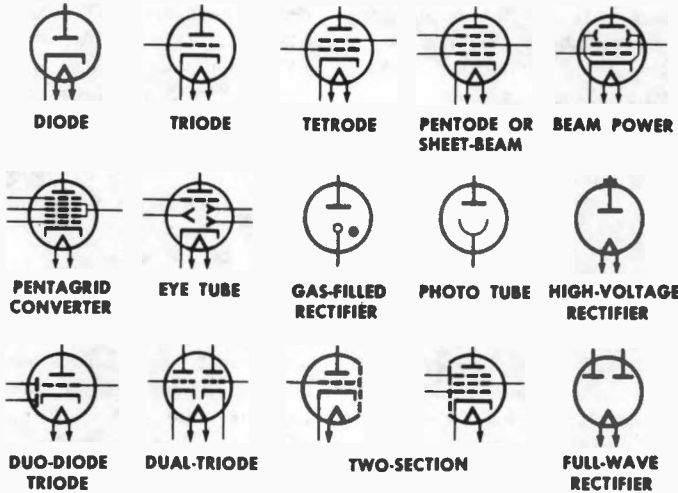 DIODE
TRIODE
TETRODE
PENTODE OR
SHEET-BEAM
BEAM POWER
PENTAGRID
CONVERTER
EYE TUBE
GAS-FILLED
RECTIFIER
PHOTO TUBE
HIGH-VOLTAGE
RECTIFIER
DUO-DIODE
TRIODE
DUAL-TRIODE
TWO-SECTION
FULL-WAVE
RECTIFIER